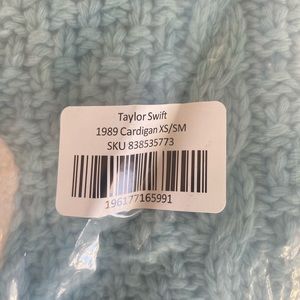 Taylor Swift
1989 Cardigan XS/SM
SKU 838535773
196177165991